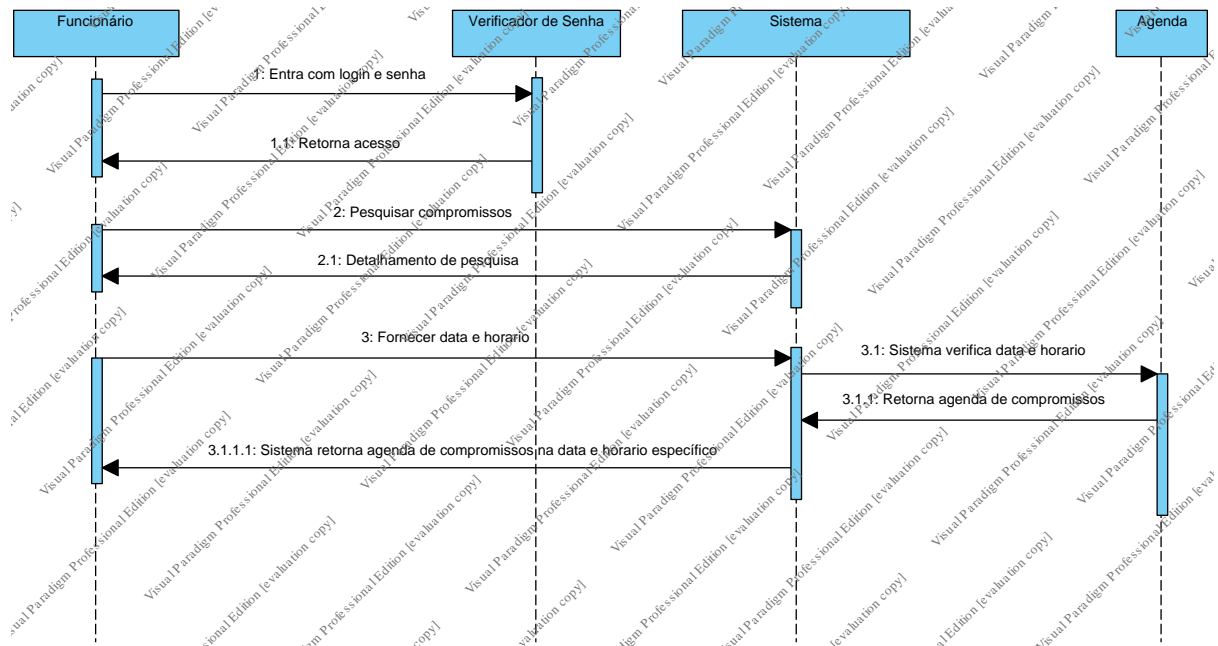 Funcionário
Verificador de Senha
Sistema
Agenda
1: Entra com login e senha
1.1: Retorna acesso
2: Pesquisar compromissos
2.1: Detalhamento de pesquisa
3: Fornecer data e horario
3.1: Sistema verifica data e horario
3.1.1: Retorna agenda de compromissos
3.1.1.1: Sistema retorna agenda de compromissos na data e horario específico
Visual Paradigm Professional Edition [evaluation copy]